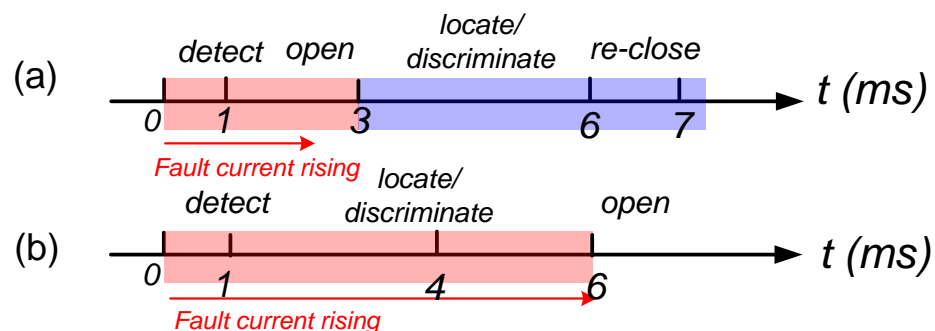 locate/
detect open discriminate re-close
(a)
t (ms)
0 1 3 6 7
Fault current rising
locate/
detect discriminate open
(b)
t (ms)
0 1 4 6
Fault current rising